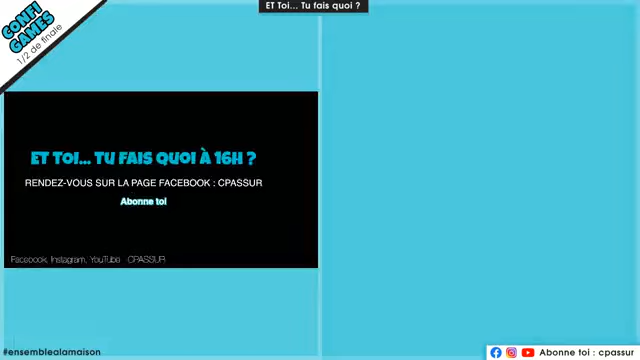 ET Toi... Tu fais quoi ?
CONFI
GAMES
1/2 de finale
ET TOI... TU FAIS QUOI À 16H ?
RENDEZ-VOUS SUR LA PAGE FACEBOOK : CPASSUR
Abonne toi
Facebook, Instagram, YouTube CPASSUR
#ensemblealamaison
Abonne toi : cpassur